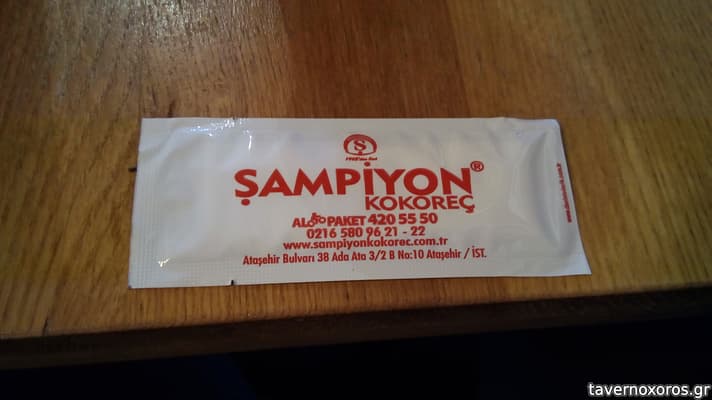 Ş
ŞAMPİYON®
KOKOREÇ
ALO PAKET 420 55 50
0216 580 96 21 - 22
www.sampiyonkokorec.com.tr
Ataşehir Bulvarı 38 Ada Ata 3/2 B No:10 Ataşehir / İST.
tavernoxoros.gr